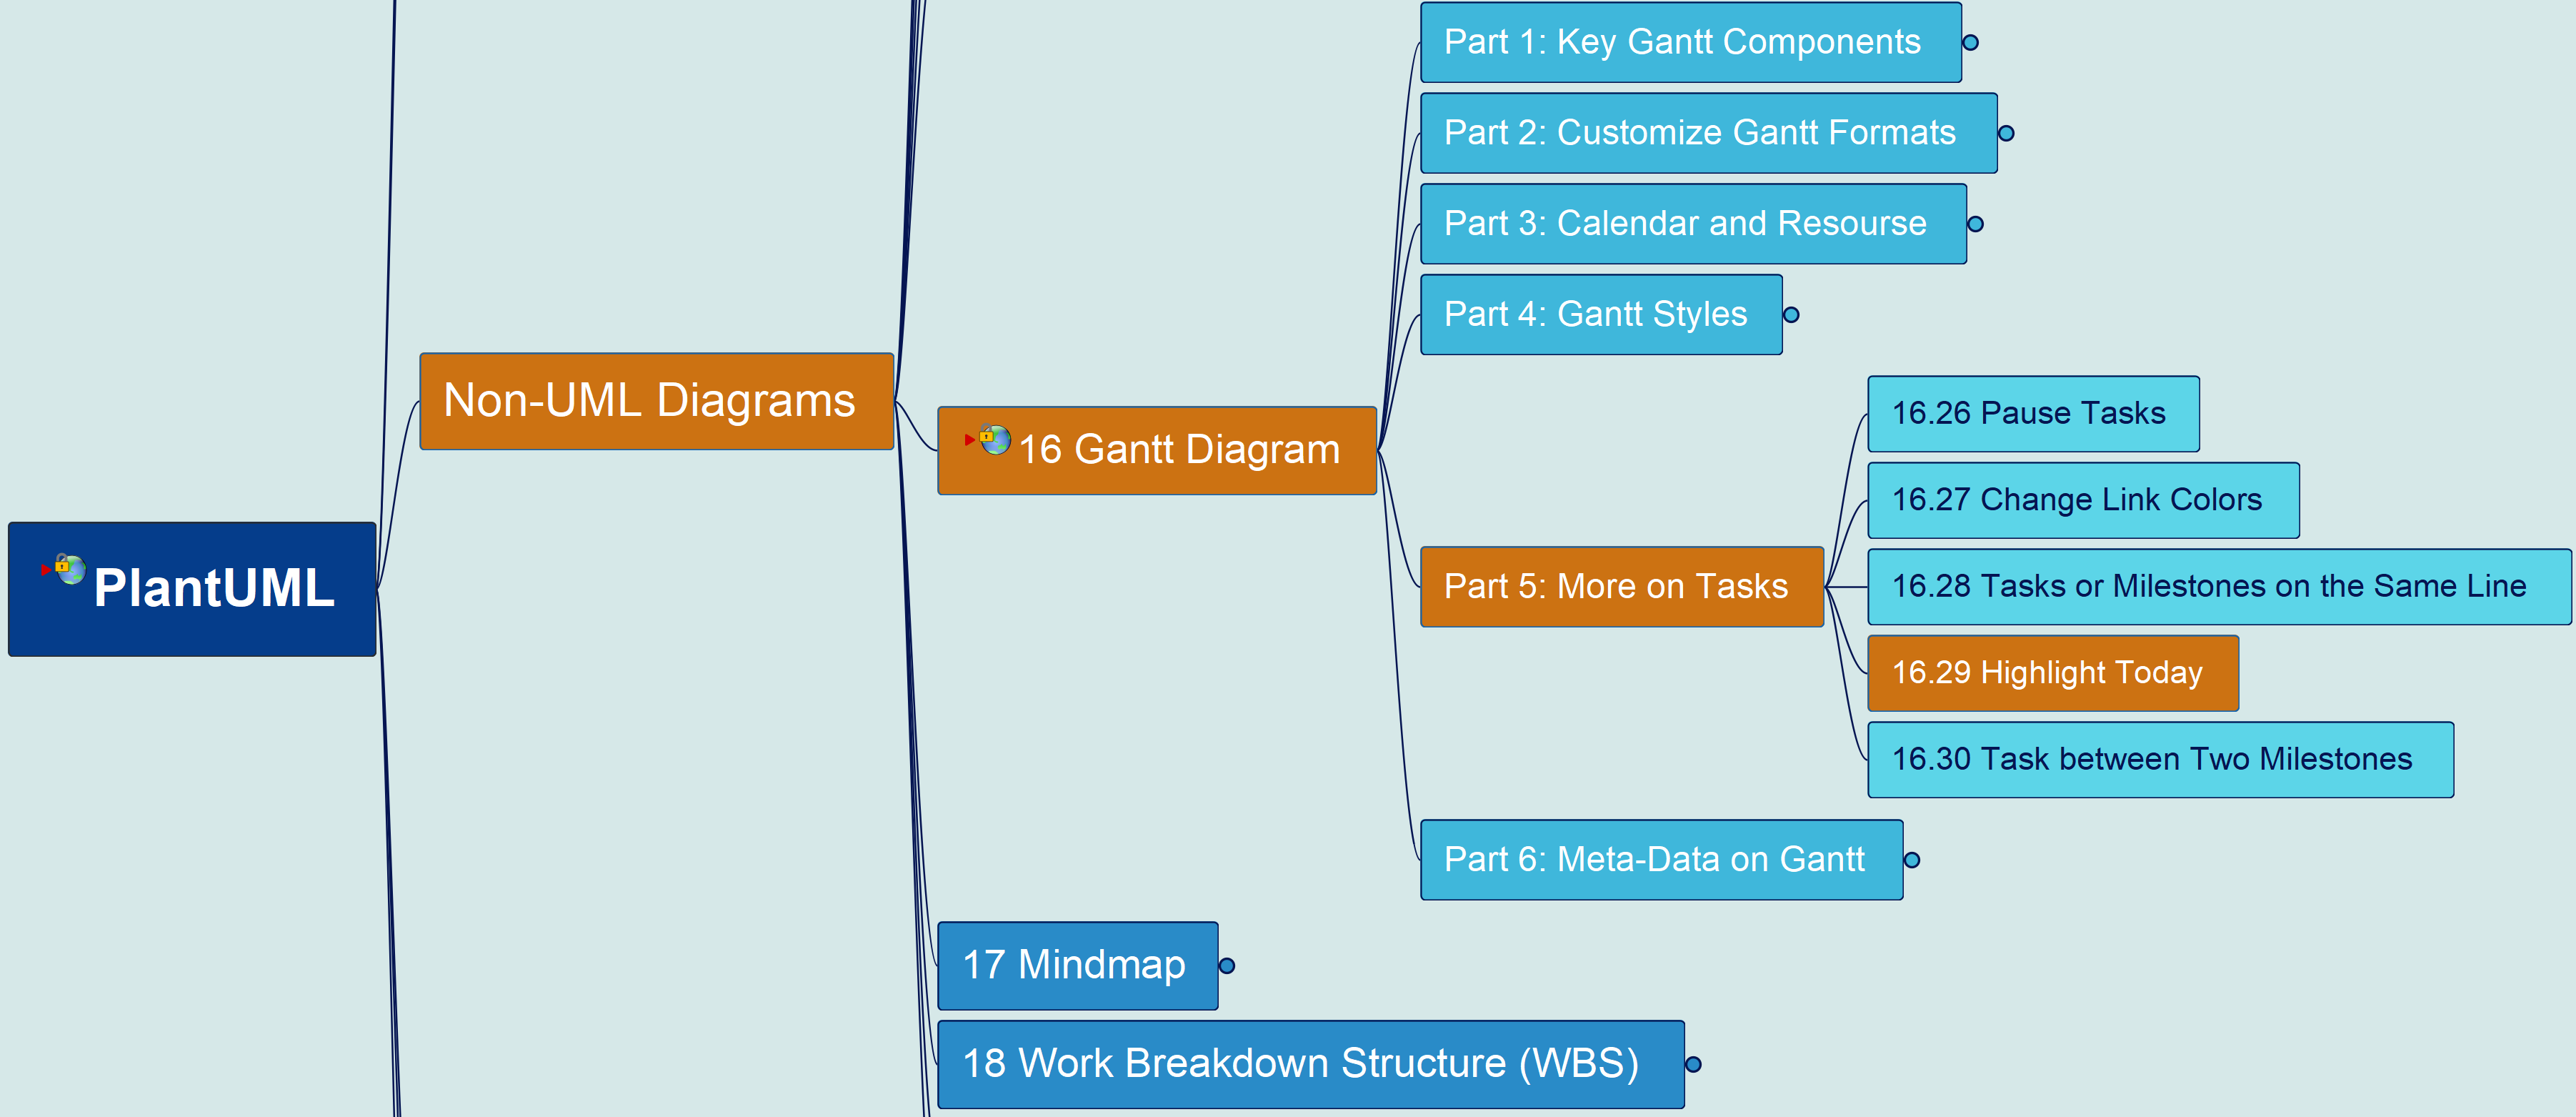 PlantUML
Non-UML Diagrams
16 Gantt Diagram
Part 1: Key Gantt Components
Part 2: Customize Gantt Formats
Part 3: Calendar and Resourse
Part 4: Gantt Styles
Part 5: More on Tasks
16.26 Pause Tasks
16.27 Change Link Colors
16.28 Tasks or Milestones on the Same Line
16.29 Highlight Today
16.30 Task between Two Milestones
Part 6: Meta-Data on Gantt
17 Mindmap
18 Work Breakdown Structure (WBS)